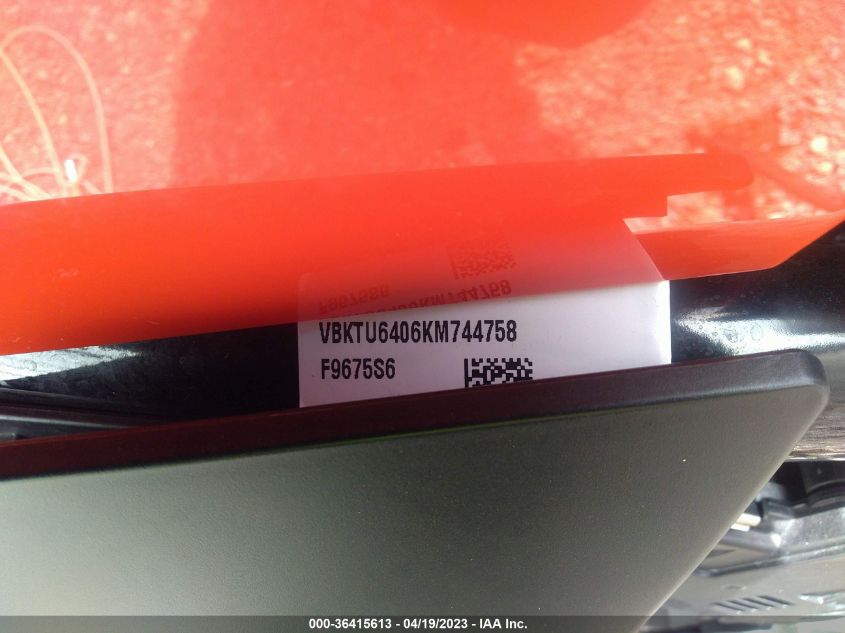 VBKTU6406KM744758
F9675S6
000-36415613 - 04/19/2023 - IAA Inc.